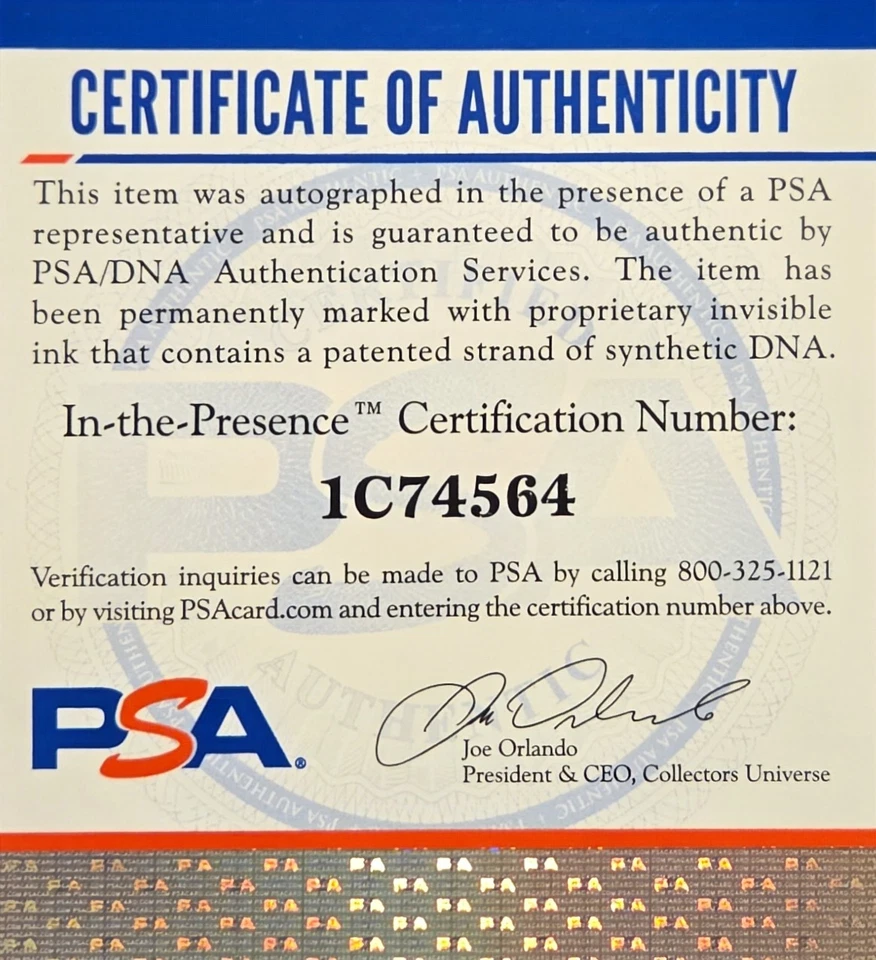 CERTIFICATE OF AUTHENTICITY
This item was autographed in the presence of a PSA
representative and is guaranteed to be authentic by
PSA/DNA Authentication Services. The item has
been permanently marked with proprietary invisible
ink that contains a patented strand of synthetic DNA.
In-the-Presence™ Certification Number:
1C74564
Verification inquiries can be made to PSA by calling 800-325-1121
or by visiting PSAcard.com and entering the certification number above.
PSA®
Joe Orlando
President & CEO, Collectors Universe